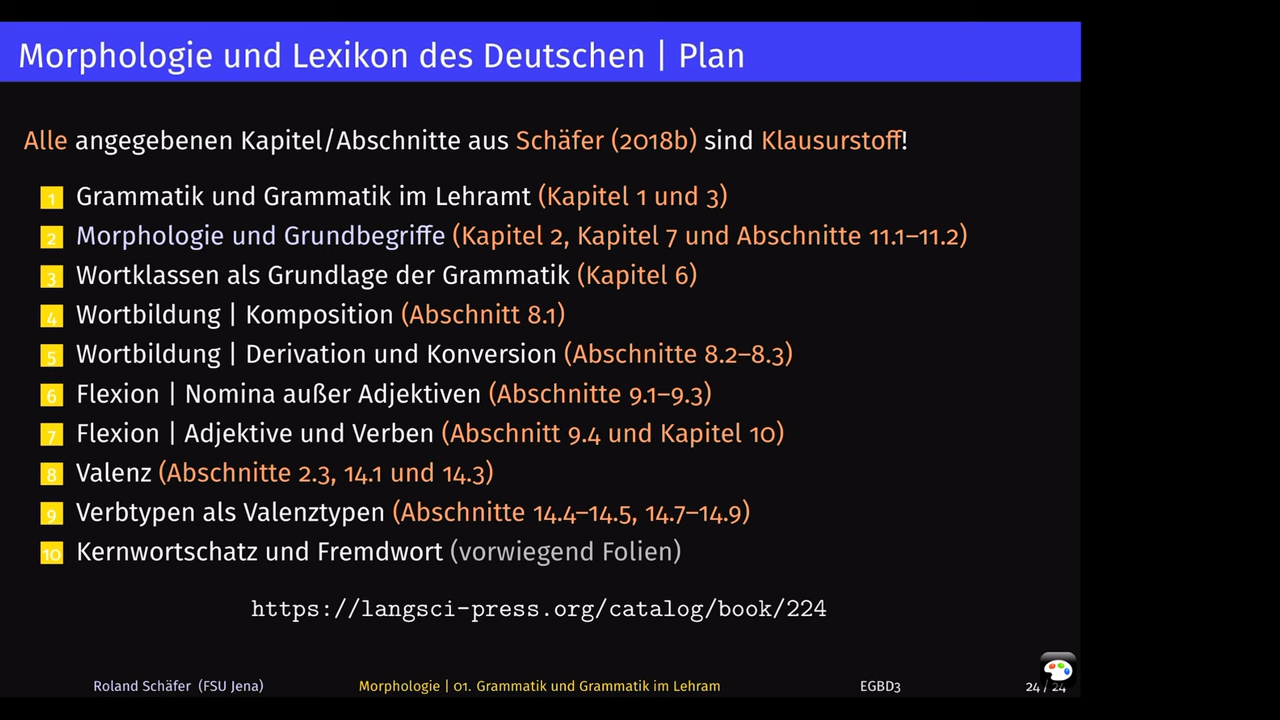 Morphologie und Lexikon des Deutschen | Plan
Alle angegebenen Kapitel/Abschnitte aus Schäfer (2018b) sind Klausurstoff!
1 Grammatik und Grammatik im Lehramt (Kapitel 1 und 3)
2 Morphologie und Grundbegriffe (Kapitel 2, Kapitel 7 und Abschnitte 11.1–11.2)
3 Wortklassen als Grundlage der Grammatik (Kapitel 6)
4 Wortbildung | Komposition (Abschnitt 8.1)
5 Wortbildung | Derivation und Konversion (Abschnitte 8.2–8.3)
6 Flexion | Nomina außer Adjektiven (Abschnitte 9.1–9.3)
7 Flexion | Adjektive und Verben (Abschnitt 9.4 und Kapitel 10)
8 Valenz (Abschnitte 2.3, 14.1 und 14.3)
9 Verbtypen als Valenztypen (Abschnitte 14.4–14.5, 14.7–14.9)
10 Kernwortschatz und Fremdwort (vorwiegend Folien)
https://langsci-press.org/catalog/book/224
Roland Schäfer (FSU Jena) Morphologie | 01. Grammatik und Grammatik im Lehram EGBD3 24 / 24